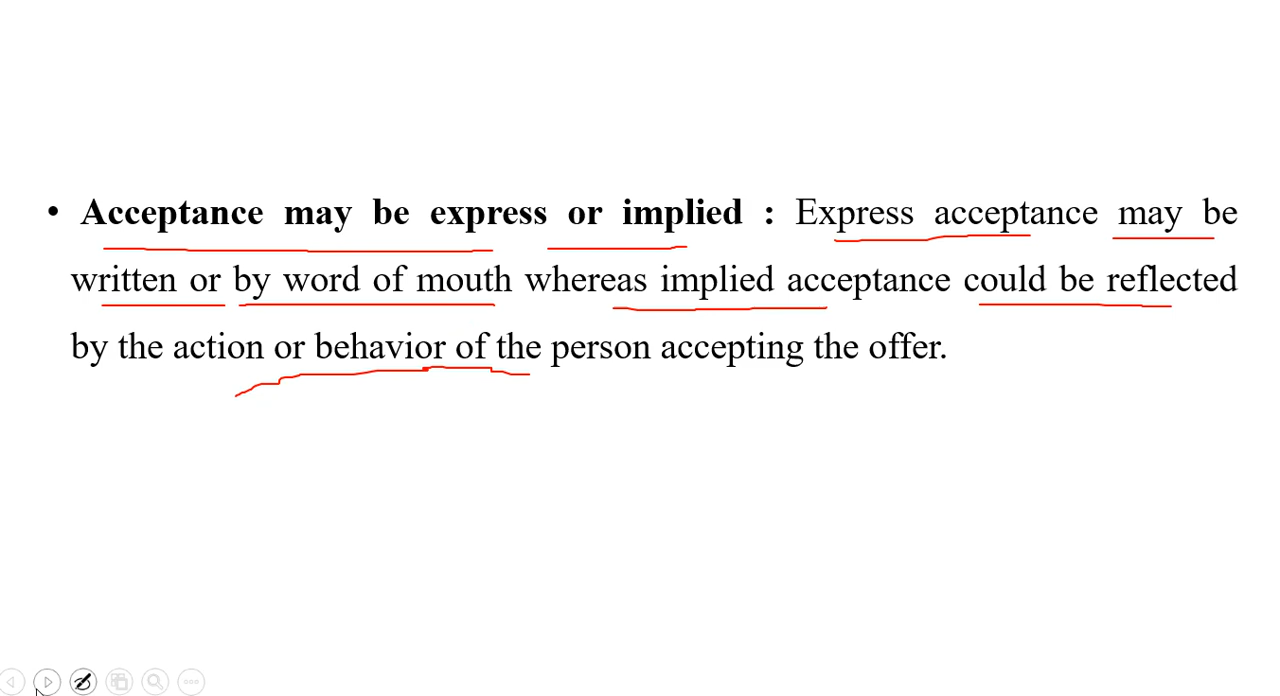 • Acceptance may be express or implied : Express acceptance may be
written or by word of mouth whereas implied acceptance could be reflected
by the action or behavior of the person accepting the offer.